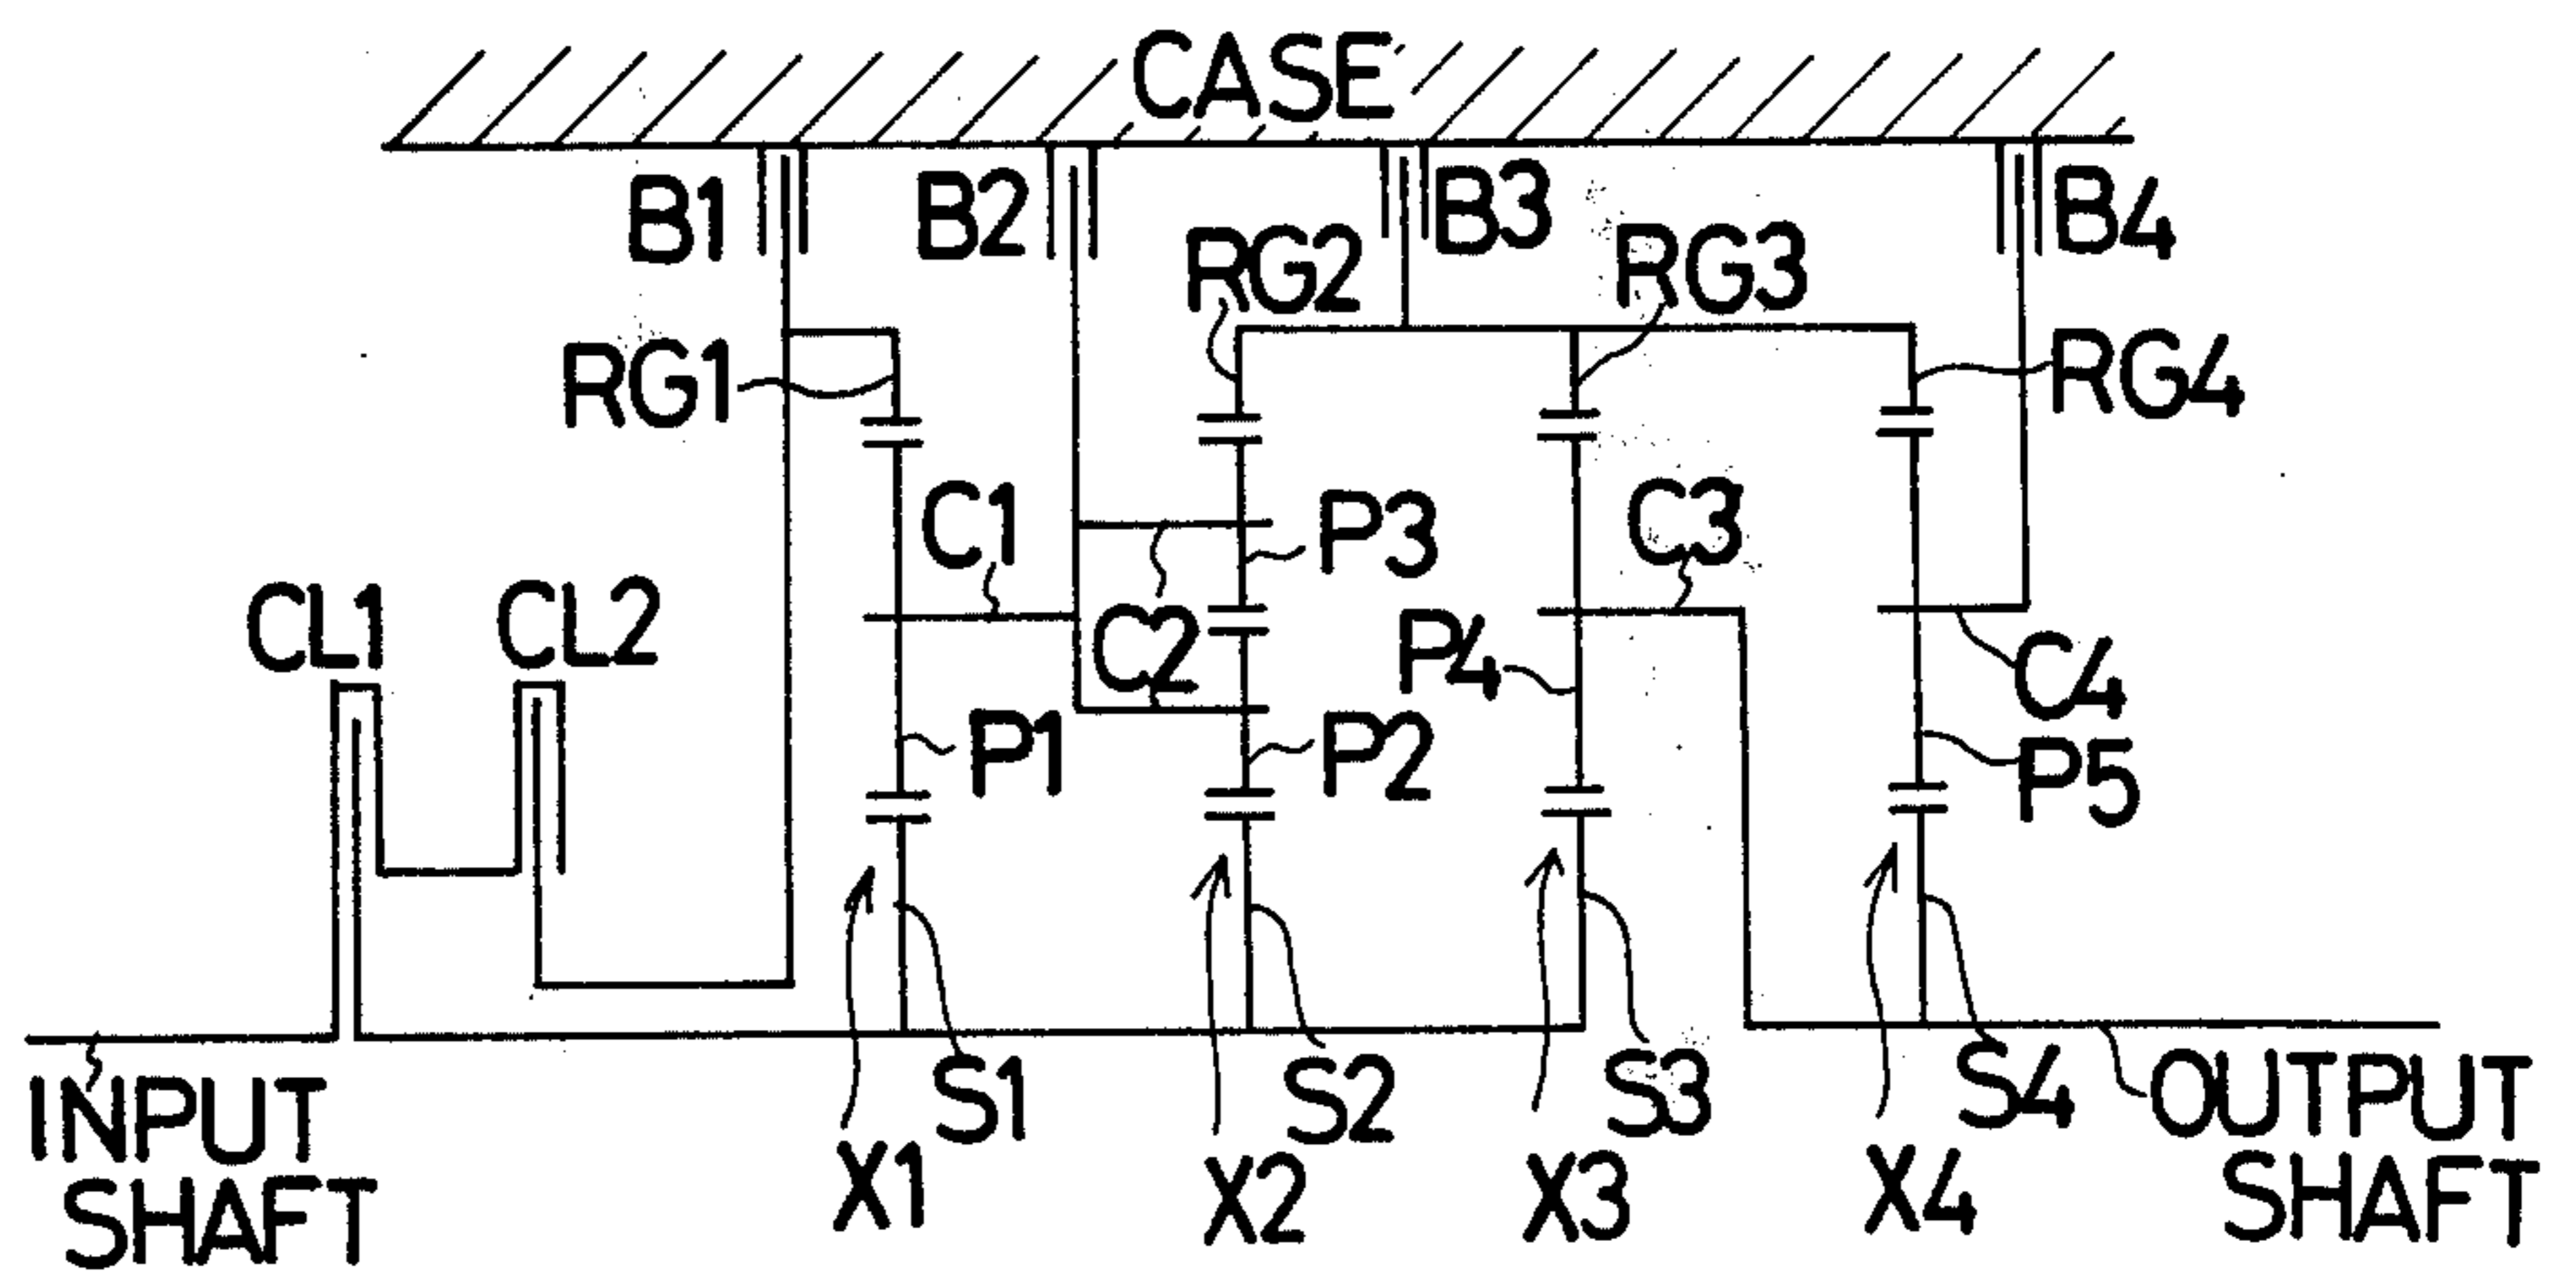 CASE
B1
B2
B3
B4
RG2
RG3
RG1
RG4
C1
P3
C3
CL1
CL2
C2
P4
C4
P1
P2
P5
S1
S2
S3
S4
INPUT
SHAFT
X1
X2
X3
X4
OUTPUT
SHAFT